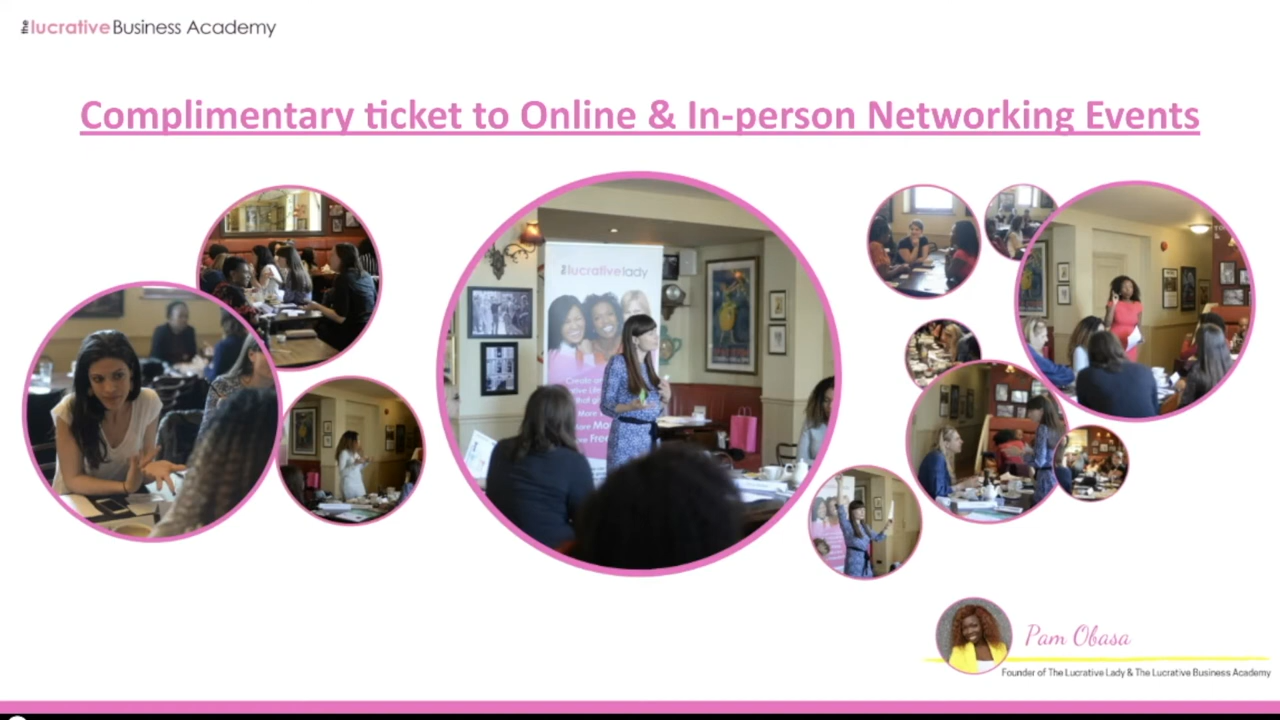 the lucrative Business Academy
Complimentary ticket to Online & In-person Networking Events
the lucrative lady
Pam Obasa
Founder of The Lucrative Lady & The Lucrative Business Academy